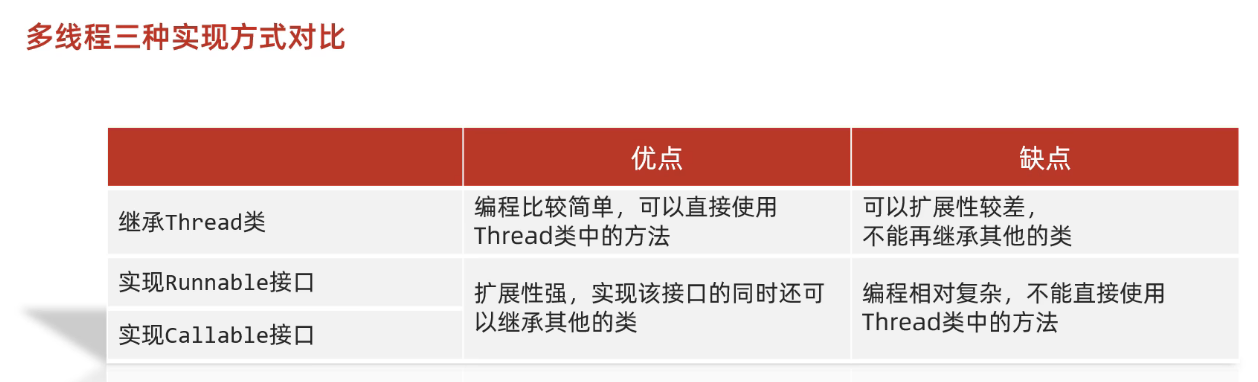 多线程三种实现方式对比
优点
缺点
继承Thread类
编程比较简单，可以直接使用
Thread类中的方法
可以扩展性较差，
不能再继承其他的类
实现Runnable接口
实现Callable接口
扩展性强，实现该接口的同时还可
以继承其他的类
编程相对复杂，不能直接使用
Thread类中的方法